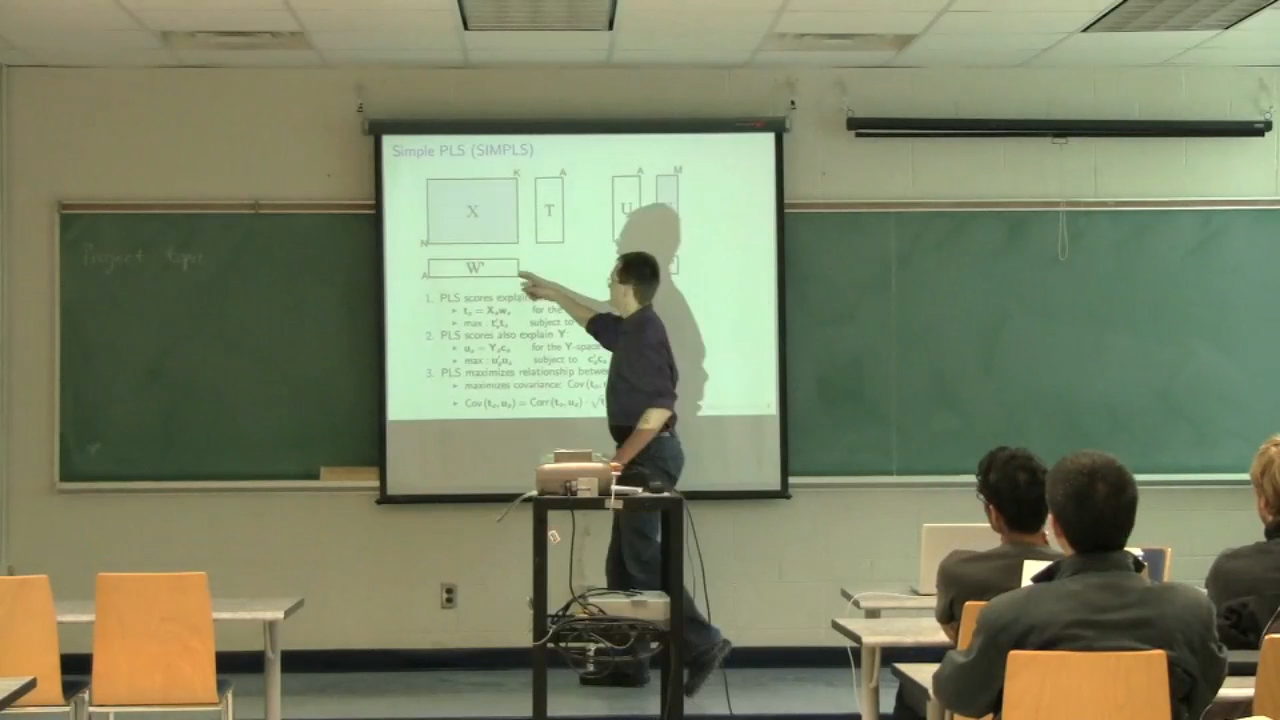 Simple PLS (SIMPLS)
K A A M
X T U
N
A W'
1. PLS scores explain
▸ tₐ = Xₐwₐ for the
▸ max : t'ₐtₐ subject to
2. PLS scores also explain Y
▸ uₐ = Yₐcₐ for the Y-space
▸ max : u'ₐuₐ subject to c'ₐcₐ
3. PLS maximizes relationship betwe
▸ maximizes covariance: Cov(tₐ,
▸ Cov(tₐ, uₐ) = Corr(tₐ, uₐ) · √
Project topic